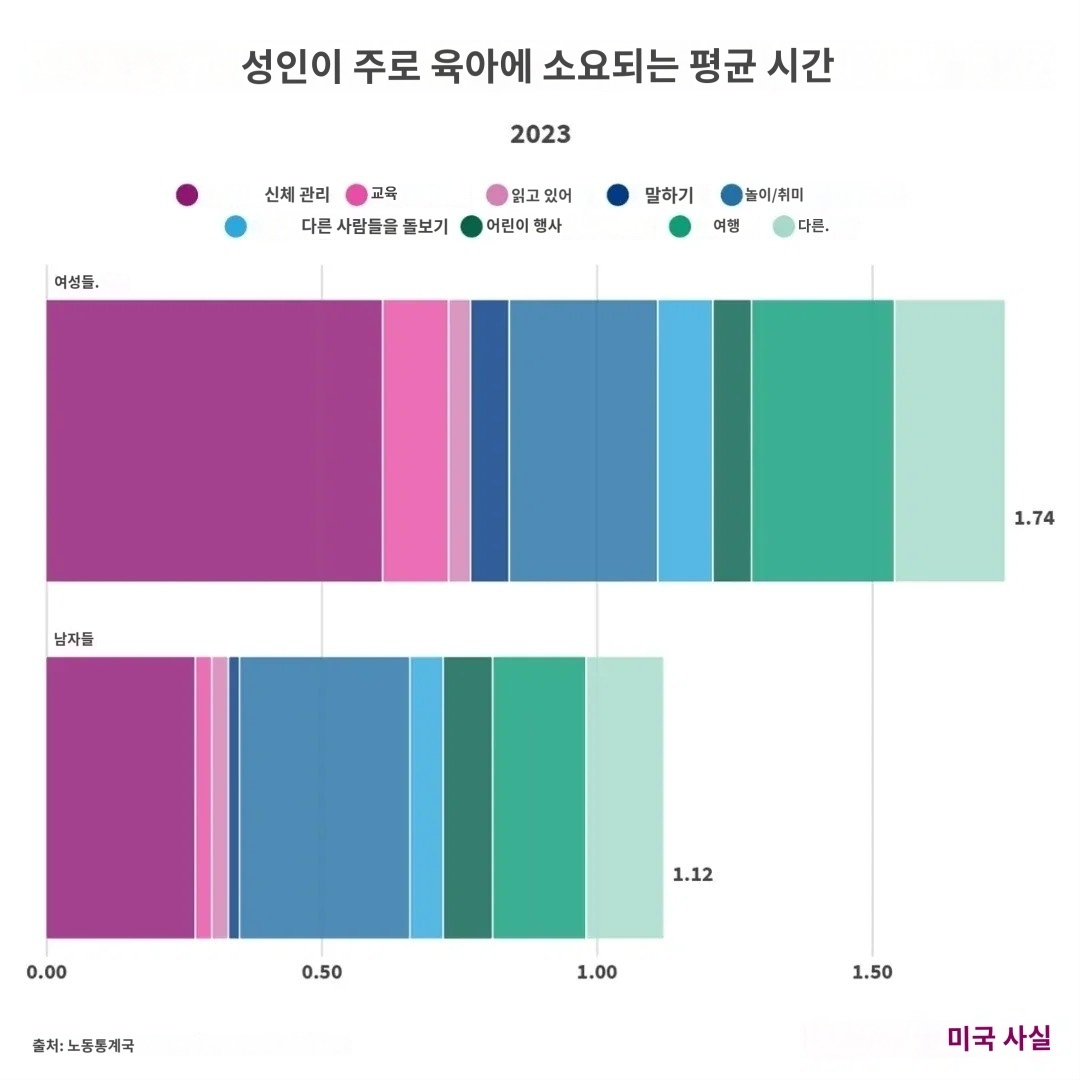 성인이 주로 육아에 소요되는 평균 시간
2023
신체 관리 교육 읽고 있어 말하기 놀이/취미
다른 사람들을 돌보기 어린이 행사 여행 다른.
여성들.
1.74
남자들
1.12
0.00 0.50 1.00 1.50
출처: 노동통계국
미국 사실